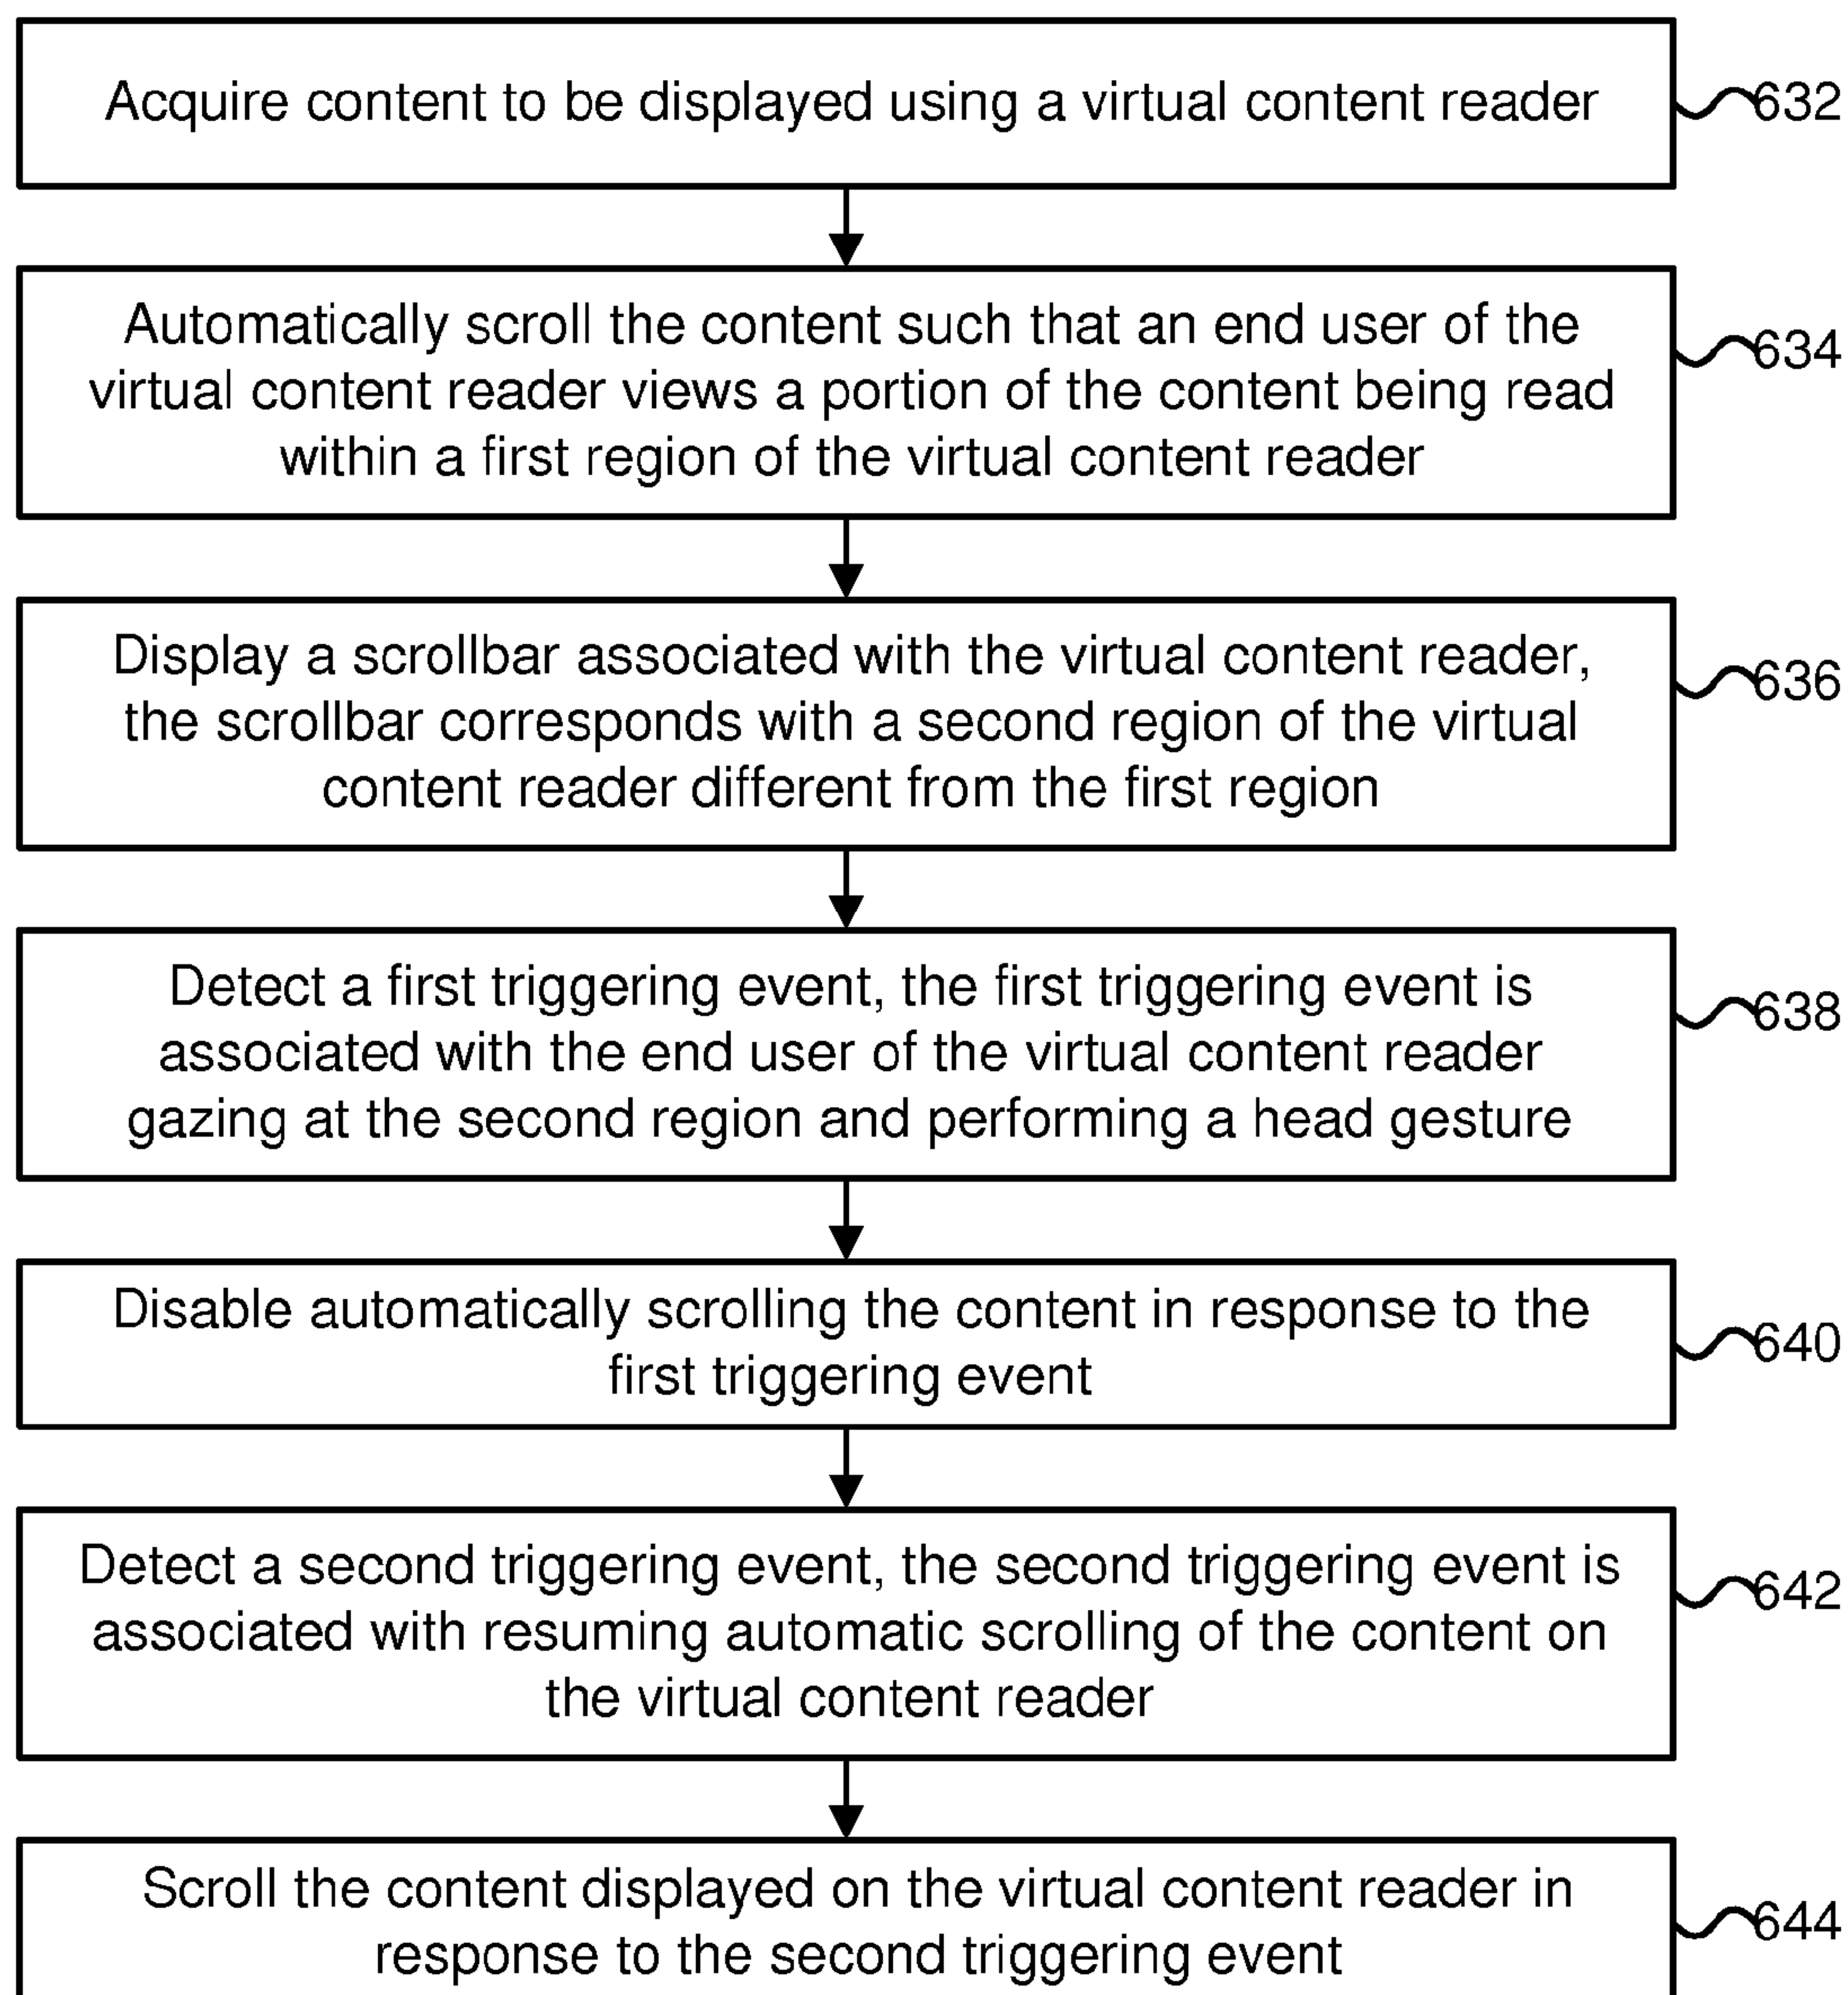 Acquire content to be displayed using a virtual content reader
632
Automatically scroll the content such that an end user of the
virtual content reader views a portion of the content being read
within a first region of the virtual content reader
634
Display a scrollbar associated with the virtual content reader,
the scrollbar corresponds with a second region of the virtual
content reader different from the first region
636
Detect a first triggering event, the first triggering event is
associated with the end user of the virtual content reader
gazing at the second region and performing a head gesture
638
Disable automatically scrolling the content in response to the
first triggering event
640
Detect a second triggering event, the second triggering event is
associated with resuming automatic scrolling of the content on
the virtual content reader
642
Scroll the content displayed on the virtual content reader in
response to the second triggering event
644